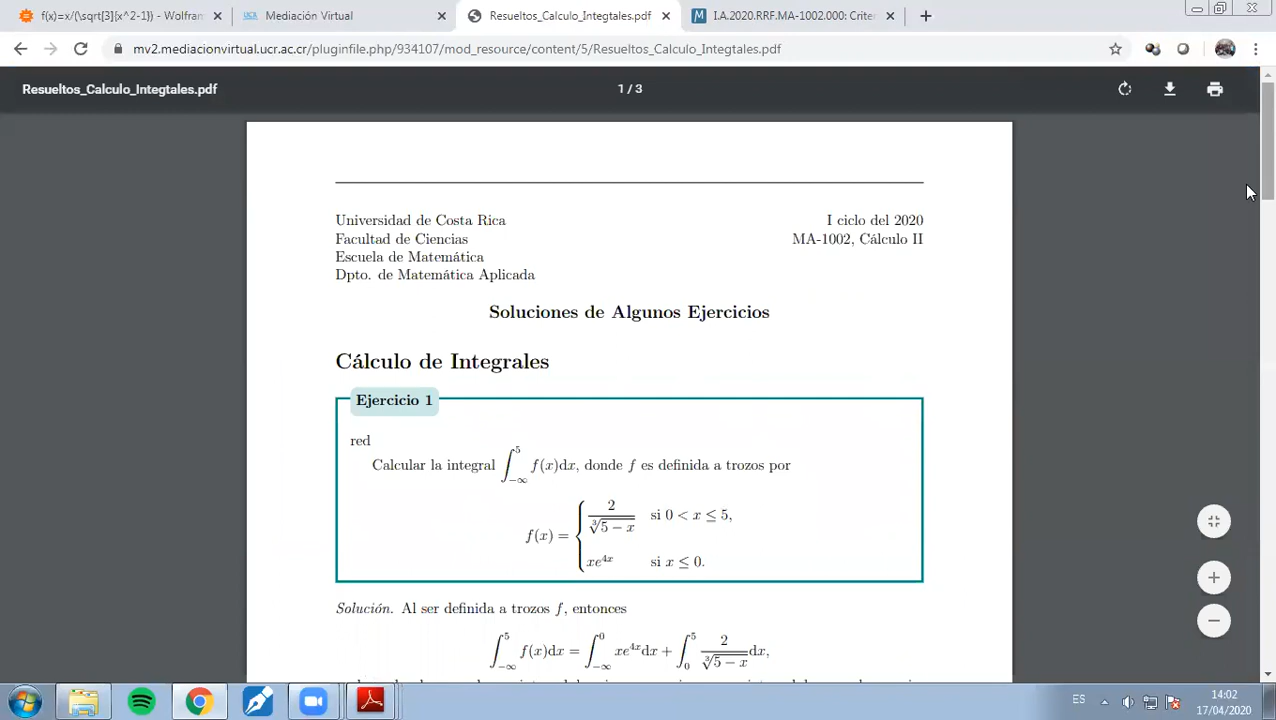 f(x)=x/(\sqrt[3]{x^2-1}) - Wolfram
UCR Mediación Virtual
Resueltos_Calculo_Integtales.pdf
M I.A.2020.RRF.MA-1002.000: Criter
mv2.mediacionvirtual.ucr.ac.cr/pluginfile.php/934107/mod_resource/content/5/Resueltos_Calculo_Integtales.pdf
Resueltos_Calculo_Integtales.pdf
1 / 3
Universidad de Costa Rica
I ciclo del 2020
Facultad de Ciencias
MA-1002, Cálculo II
Escuela de Matemática
Dpto. de Matemática Aplicada
Soluciones de Algunos Ejercicios
Cálculo de Integrales
Ejercicio 1
red
Calcular la integral ∫_{-∞}^{5} f(x)dx, donde f es definida a trozos por
f(x) = { 2/∛(5 − x) si 0 < x ≤ 5,
xe^{4x} si x ≤ 0.
Solución. Al ser definida a trozos f, entonces
∫_{-∞}^{5} f(x)dx = ∫_{-∞}^{0} xe^{4x}dx + ∫_{0}^{5} 2/∛(5 − x) dx,
ES
14:02
17/04/2020